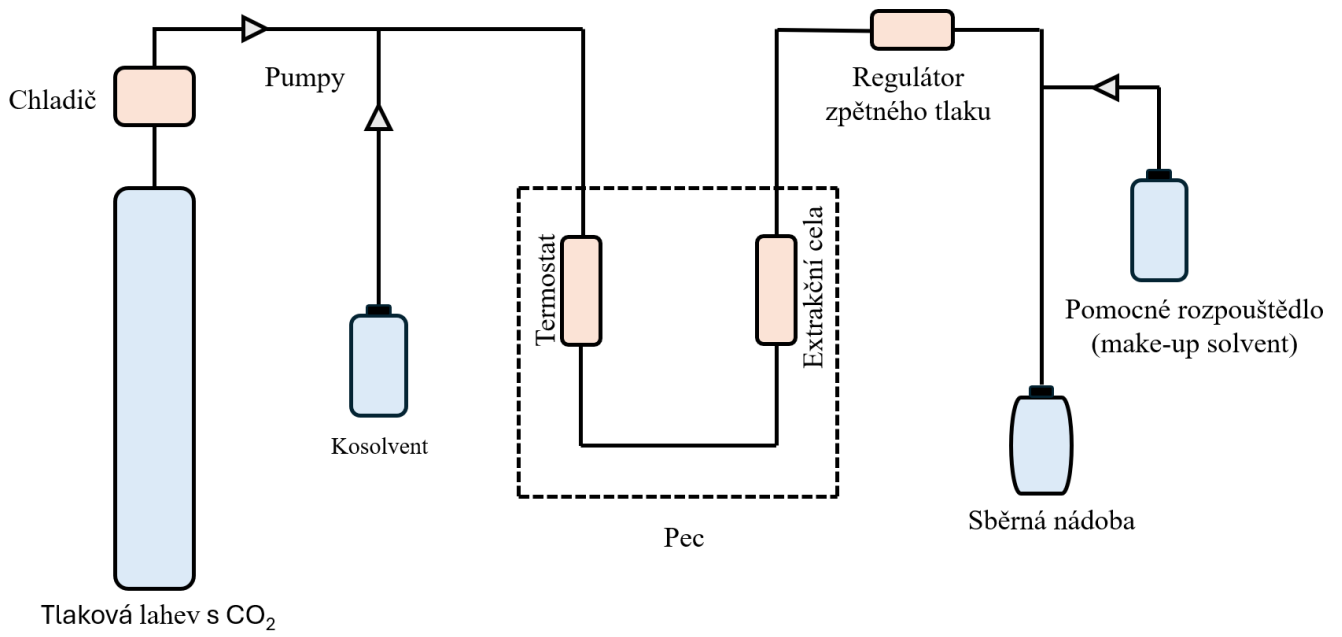 Chladič
Pumpy
Regulátor
zpětného tlaku
Termostat
Extrakční cela
Pomocné rozpouštědlo
(make-up solvent)
Kosolvent
Sběrná nádoba
Pec
Tlaková lahev s CO₂